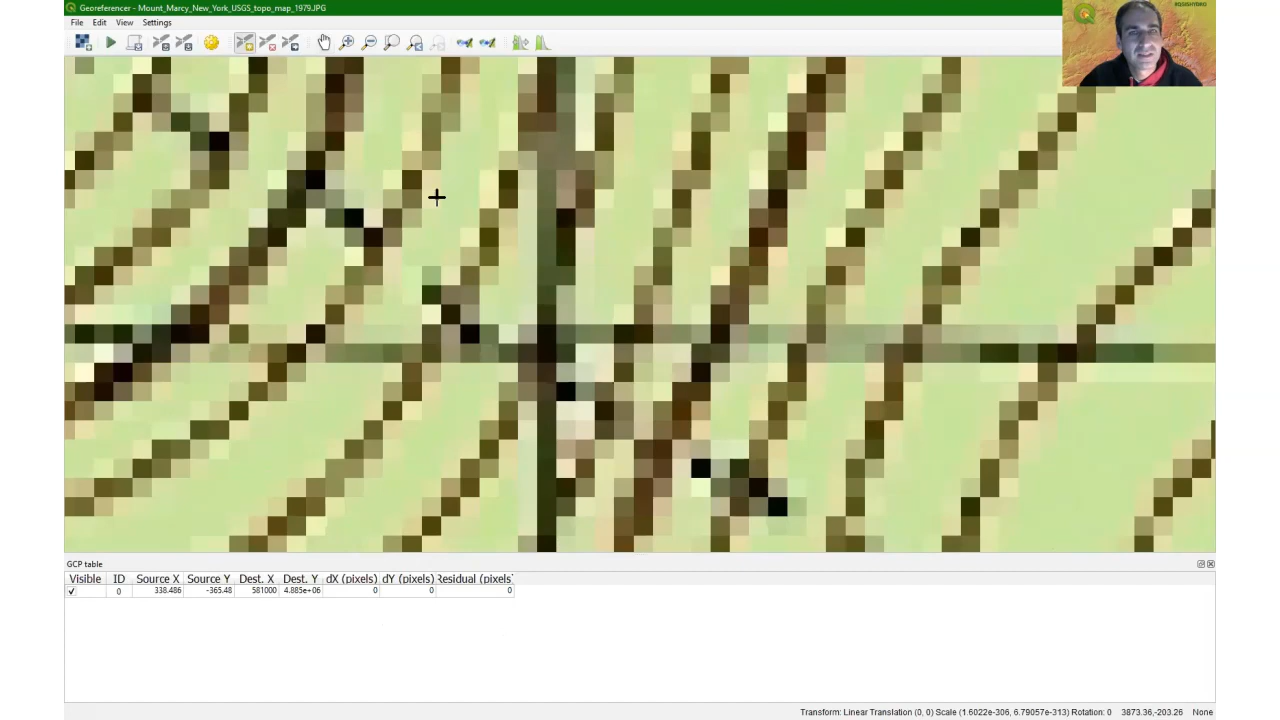 Georeferencer - Mount_Marcy_New_York_USGS_topo_map_1979.JPG
File Edit View Settings
GCP table
Visible ID Source X Source Y Dest. X Dest. Y dX (pixels) dY (pixels) Residual (pixels)
0 338.486 -365.48 581000 4.885e+06 0 0 0
Transform: Linear Translation (0, 0) Scale (1.6022e-306, 6.79057e-313) Rotation: 0 3873.36,-203.26 None